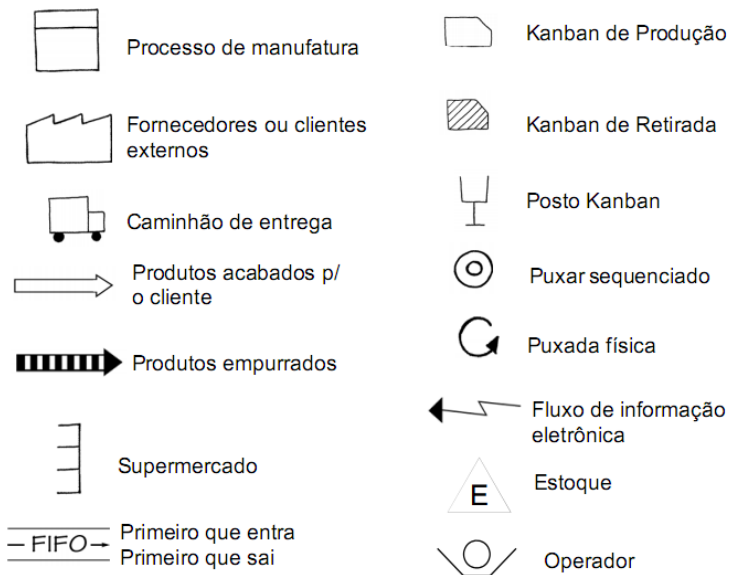 Processo de manufatura
Fornecedores ou clientes
externos
Caminhão de entrega
Produtos acabados p/
o cliente
Produtos empurrados
Supermercado
FIFO
Primeiro que entra
Primeiro que sai
Kanban de Produção
Kanban de Retirada
Posto Kanban
Puxar sequenciado
Puxada física
Fluxo de informação
eletrônica
E
Estoque
Operador